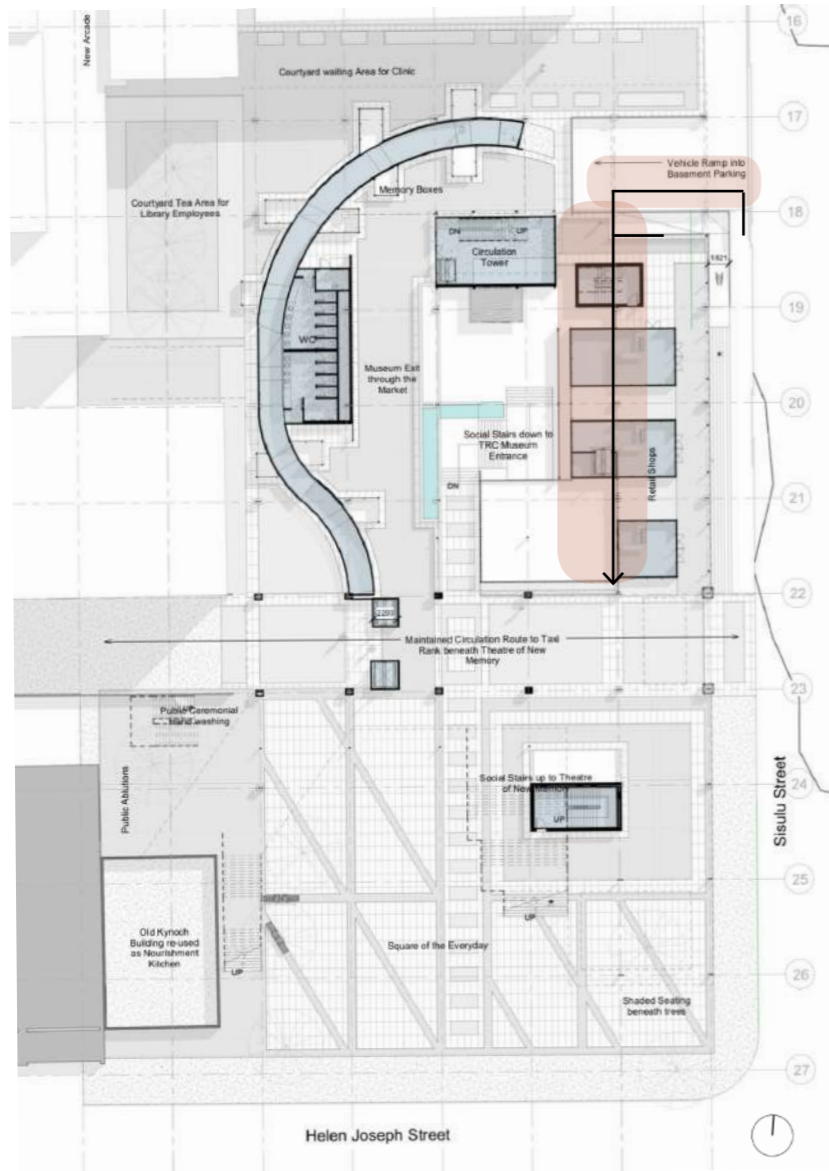 New Arcade
16
Courtyard waiting Area for Clinic
17
Vehicle Ramp into
Basement Parking
Memory Boxes
Courtyard Tea Area for
Library Employees
18
DN
UP
Circulation
Tower
1821
19
WC
Museum Exit
through the
Market
20
Social Stairs down to
TRC Museum
Entrance
Retail Shops
DN
21
22
2293
Maintained Circulation Route to Taxi
Rank beneath Theatre of New
Memory
23
UP
Public Ceremonial
Hand washing
Social Stairs up to Theatre
of New Memory
24
Public Ablutions
UP
Sisulu Street
25
Old Kynoch
Building re-used
as Nourishment
Kitchen
UP
Square of the Everyday
UP
26
Shaded Seating
beneath trees
27
Helen Joseph Street